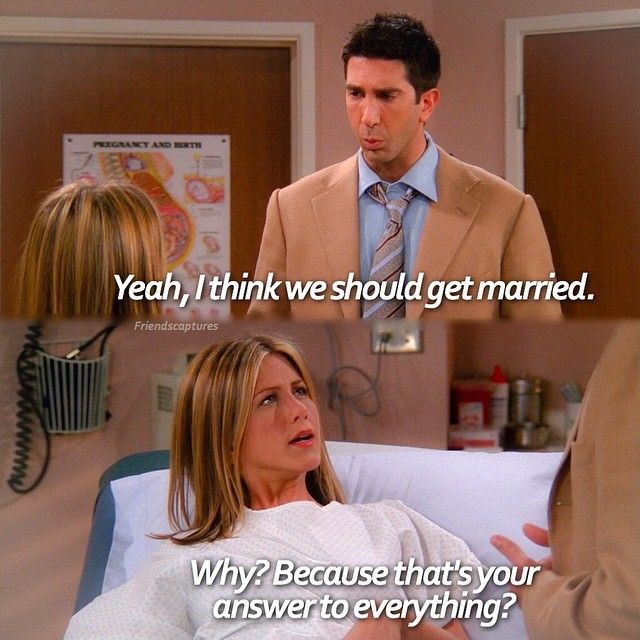 PREGNANCY AND BIRTH
Yeah, I think we should get married.
Friendscaptures
Why? Because that's your
answer to everything?